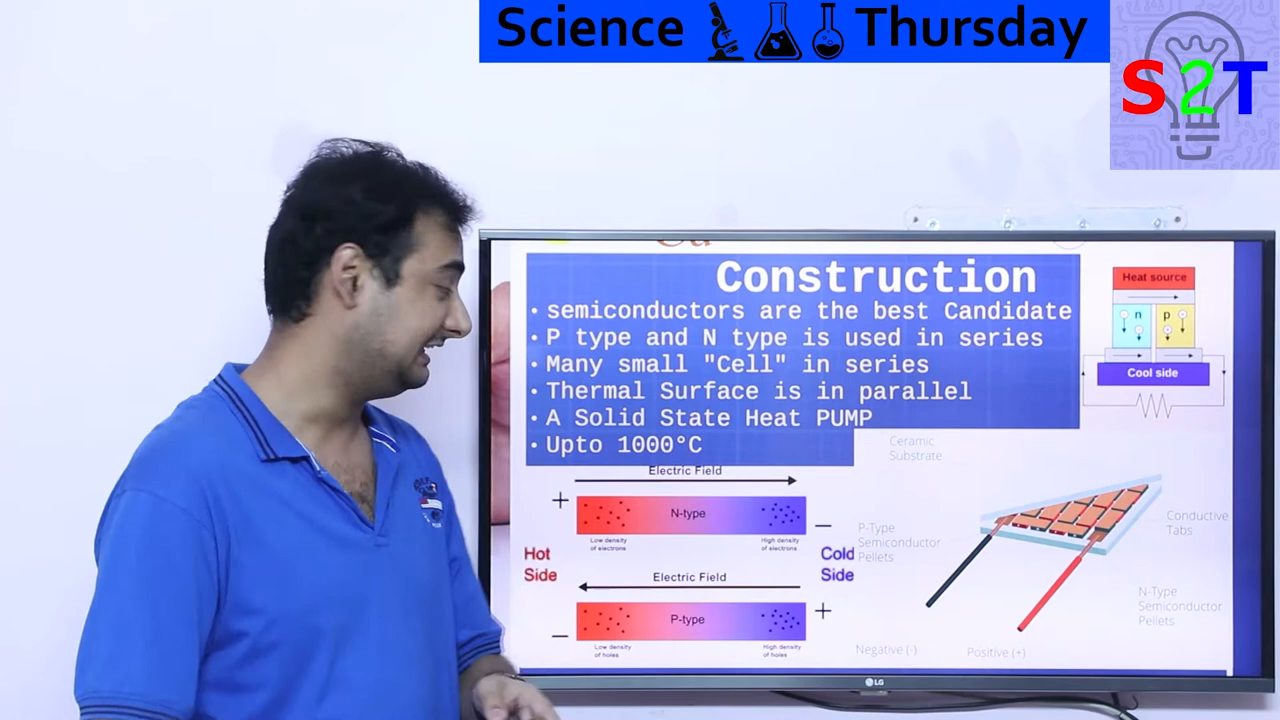 Science Thursday
S2T
Construction
• semiconductors are the best Candidate
• P type and N type is used in series
• Many small "Cell" in series
• Thermal Surface is in parallel
• A Solid State Heat PUMP
• Upto 1000°C
Heat source
n
p
Cool side
Electric Field
+
N-type
−
Low density
of electrons
High density
of electrons
Hot
Side
Cold
Side
Electric Field
−
P-type
+
Low density
of holes
High density
of holes
Ceramic
Substrate
P-Type
Semiconductor
Pellets
Conductive
Tabs
N-Type
Semiconductor
Pellets
Negative (-)
Positive (+)
LG